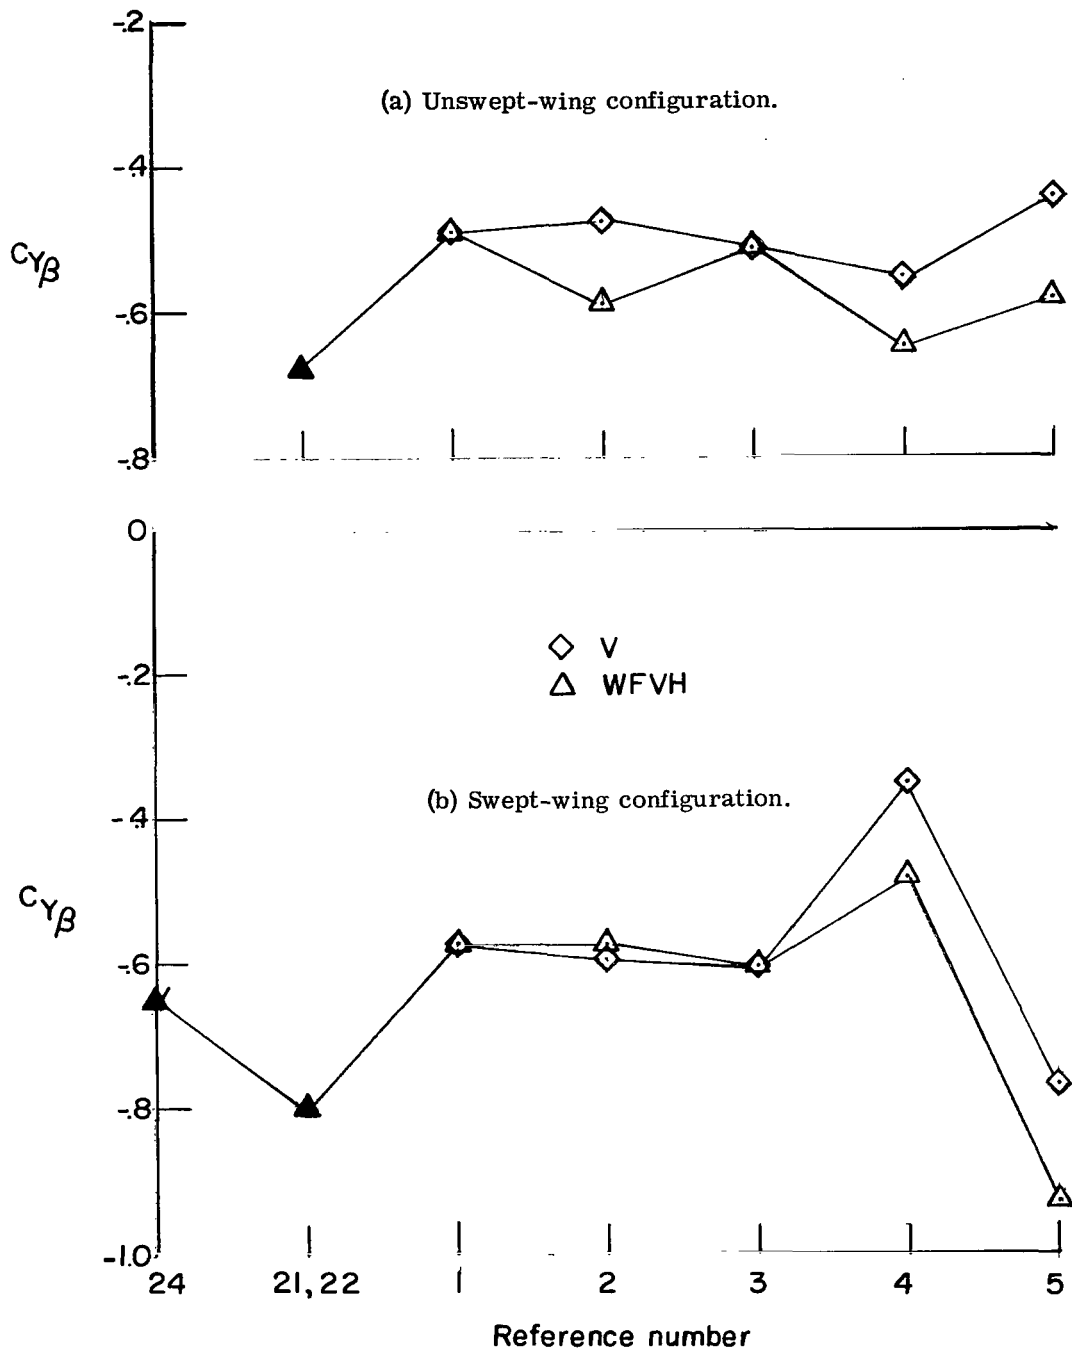 -.2
(a) Unswept-wing configuration.
-.4
CYβ
-.6
-.8
0
V
-.2
WFVH
(b) Swept-wing configuration.
-.4
CYβ
-.6
-.8
-1.0
24 21, 22 1 2 3 4 5
Reference number